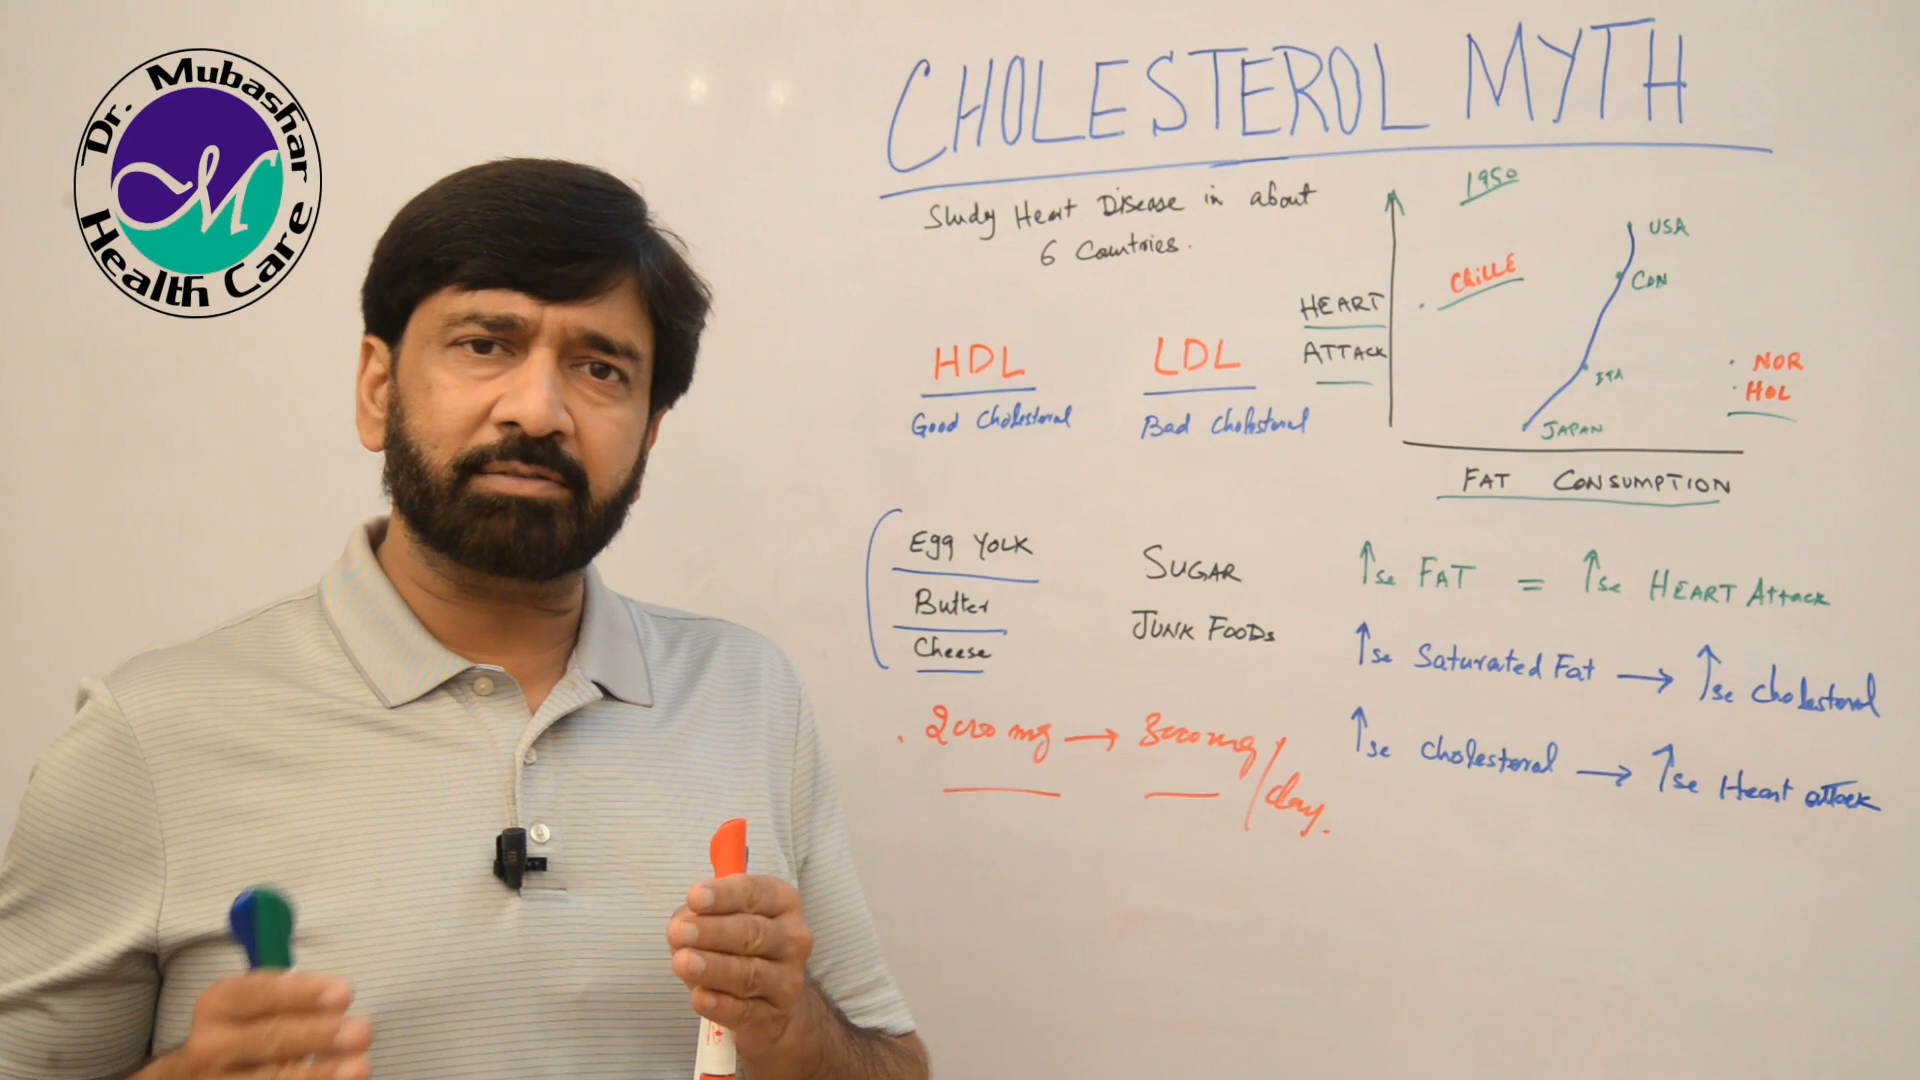 Dr. Mubashar
Health Care
M
CHOLESTEROL MYTH
Study Heart Disease in about
6 Countries.
HDL
Good Cholesterol
LDL
Bad Cholesterol
1950
USA
CON
CHILLE
ITA
NOR
HOL
JAPAN
HEART
ATTACK
FAT CONSUMPTION
Egg YOLK
Butter
Cheese
SUGAR
JUNK FOODs
. 2000 mg → 3000 mg/day.
↑se FAT = ↑se HEART Attack
↑se Saturated Fat → ↑se Cholesterol
↑se Cholesterol → ↑se Heart attack